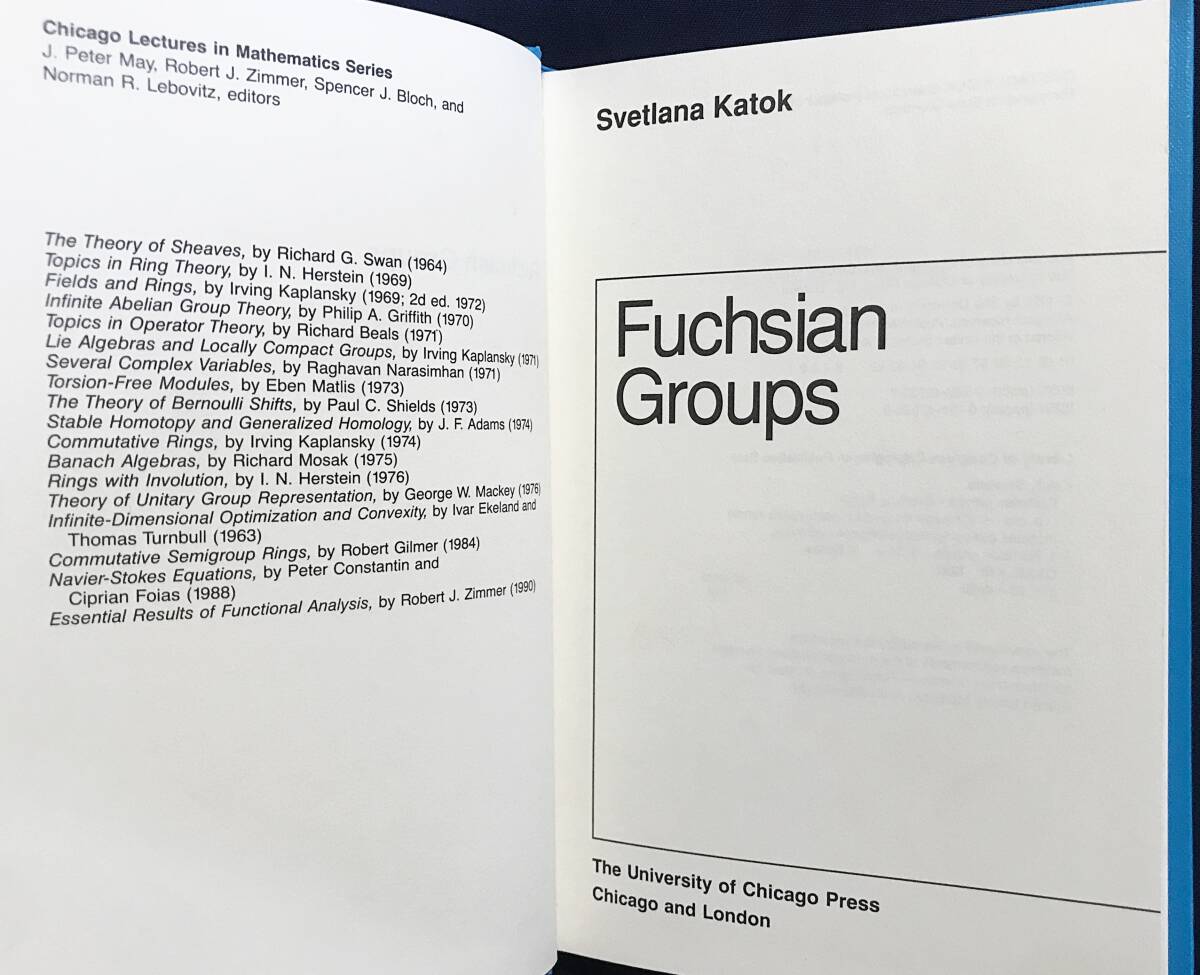 Chicago Lectures in Mathematics Series
J. Peter May, Robert J. Zimmer, Spencer J. Bloch, and
Norman R. Lebovitz, editors
The Theory of Sheaves, by Richard G. Swan (1964)
Topics in Ring Theory, by I. N. Herstein (1969)
Fields and Rings, by Irving Kaplansky (1969; 2d ed. 1972)
Infinite Abelian Group Theory, by Philip A. Griffith (1970)
Topics in Operator Theory, by Richard Beals (1971)
Lie Algebras and Locally Compact Groups, by Irving Kaplansky (1971)
Several Complex Variables, by Raghavan Narasimhan (1971)
Torsion-Free Modules, by Eben Matlis (1973)
The Theory of Bernoulli Shifts, by Paul C. Shields (1973)
Stable Homotopy and Generalized Homology, by J. F. Adams (1974)
Commutative Rings, by Irving Kaplansky (1974)
Banach Algebras, by Richard Mosak (1975)
Rings with Involution, by I. N. Herstein (1976)
Theory of Unitary Group Representation, by George W. Mackey (1976)
Infinite-Dimensional Optimization and Convexity, by Ivar Ekeland and
Thomas Turnbull (1963)
Commutative Semigroup Rings, by Robert Gilmer (1984)
Navier-Stokes Equations, by Peter Constantin and
Ciprian Foias (1988)
Essential Results of Functional Analysis, by Robert J. Zimmer (1990)
Svetlana Katok
Fuchsian
Groups
The University of Chicago Press
Chicago and London